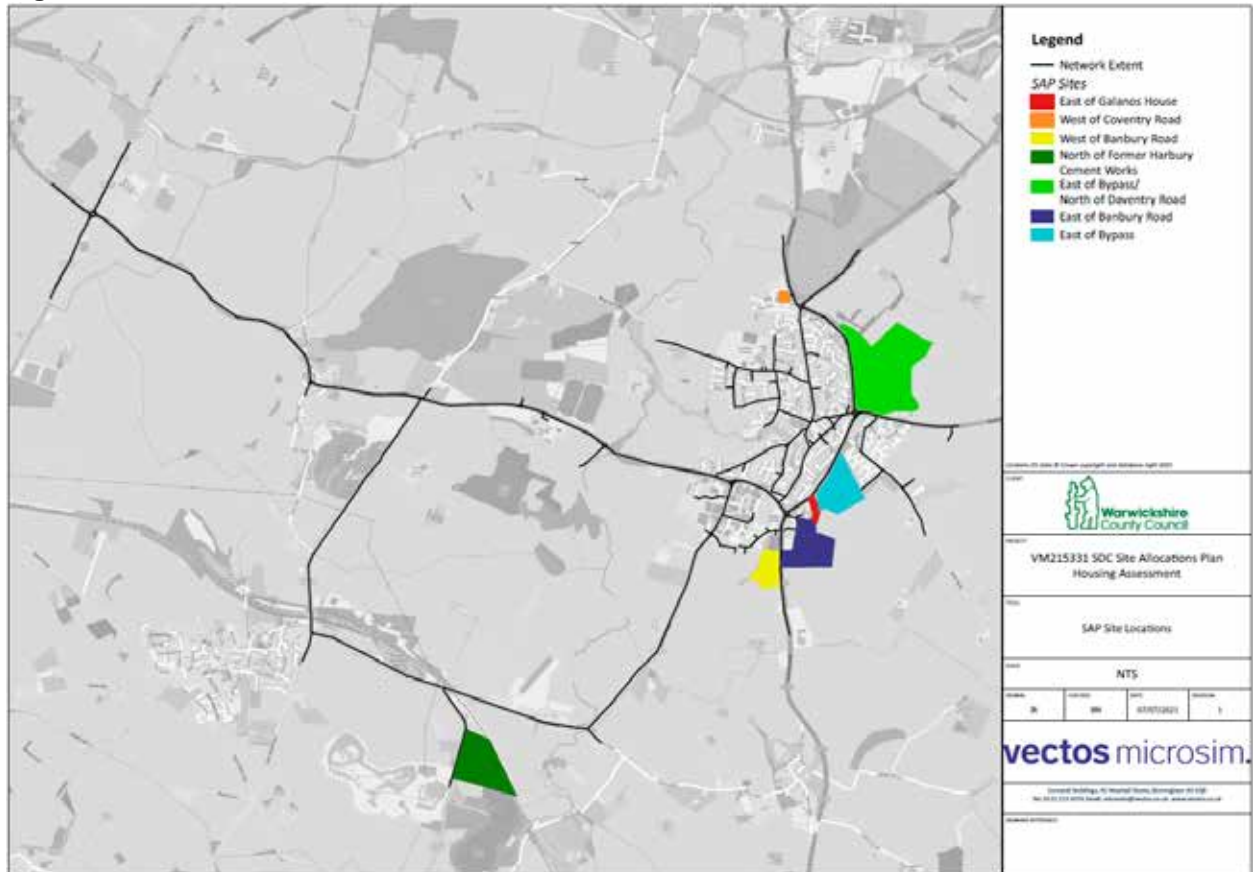 Legend
Network Extent
SAP Sites
East of Galanos House
West of Coventry Road
West of Banbury Road
North of Former Harbury
Cement Works
East of Bypass/
North of Daventry Road
East of Banbury Road
East of Bypass
Warwickshire
County Council
VM215331 SDC Site Allocations Plan
Housing Assessment
SAP Site Locations
NTS
1
vectos microsim.